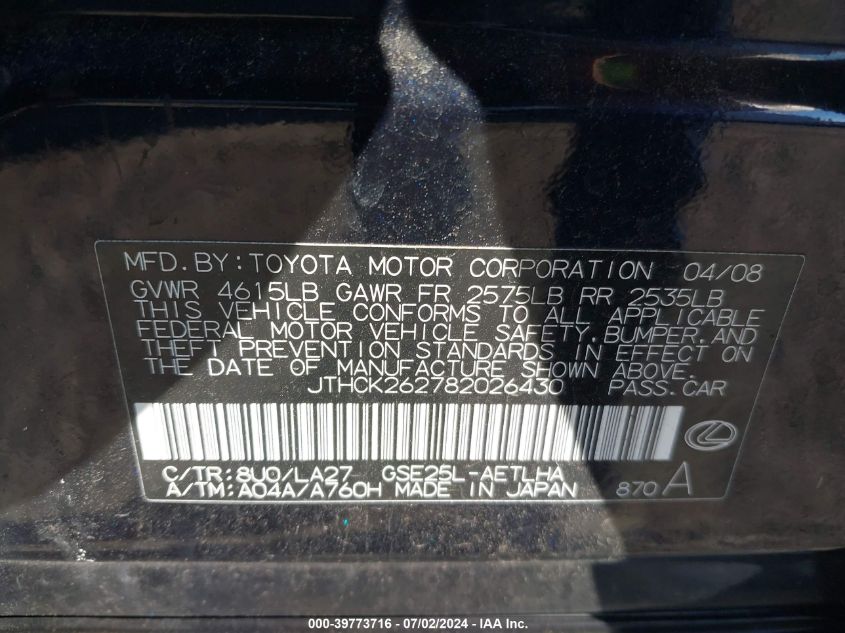 MFD.BY:TOYOTA MOTOR CORPORATION 04/08
GVWR 4615LB GAWR FR 2575LB RR 2535LB
THIS VEHICLE CONFORMS TO ALL APPLICABLE
FEDERAL MOTOR VEHICLE SAFETY,BUMPER,AND
THEFT PREVENTION STANDARDS IN EFFECT ON
THE DATE OF MANUFACTURE SHOWN ABOVE.
JTHCK262782026430 PASS.CAR
C/TR:8U0/LA27 GSE25L-AETLHA
A/TM:A04A/A760H MADE IN JAPAN 870A
000-39773716 - 07/02/2024 - IAA Inc.